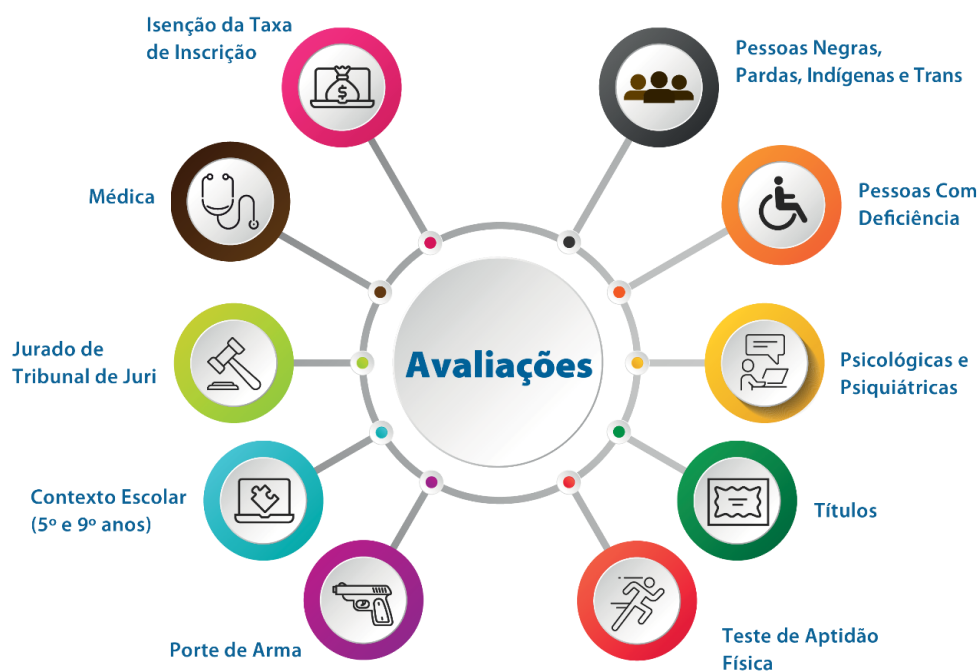 Isenção da Taxa
de Inscrição
Pessoas Negras,
Pardas, Indígenas e Trans
Médica
Pessoas Com
Deficiência
Jurado de
Tribunal de Juri
Avaliações
Psicológicas e
Psiquiátricas
Contexto Escolar
(5º e 9º anos)
Títulos
Porte de Arma
Teste de Aptidão
Física